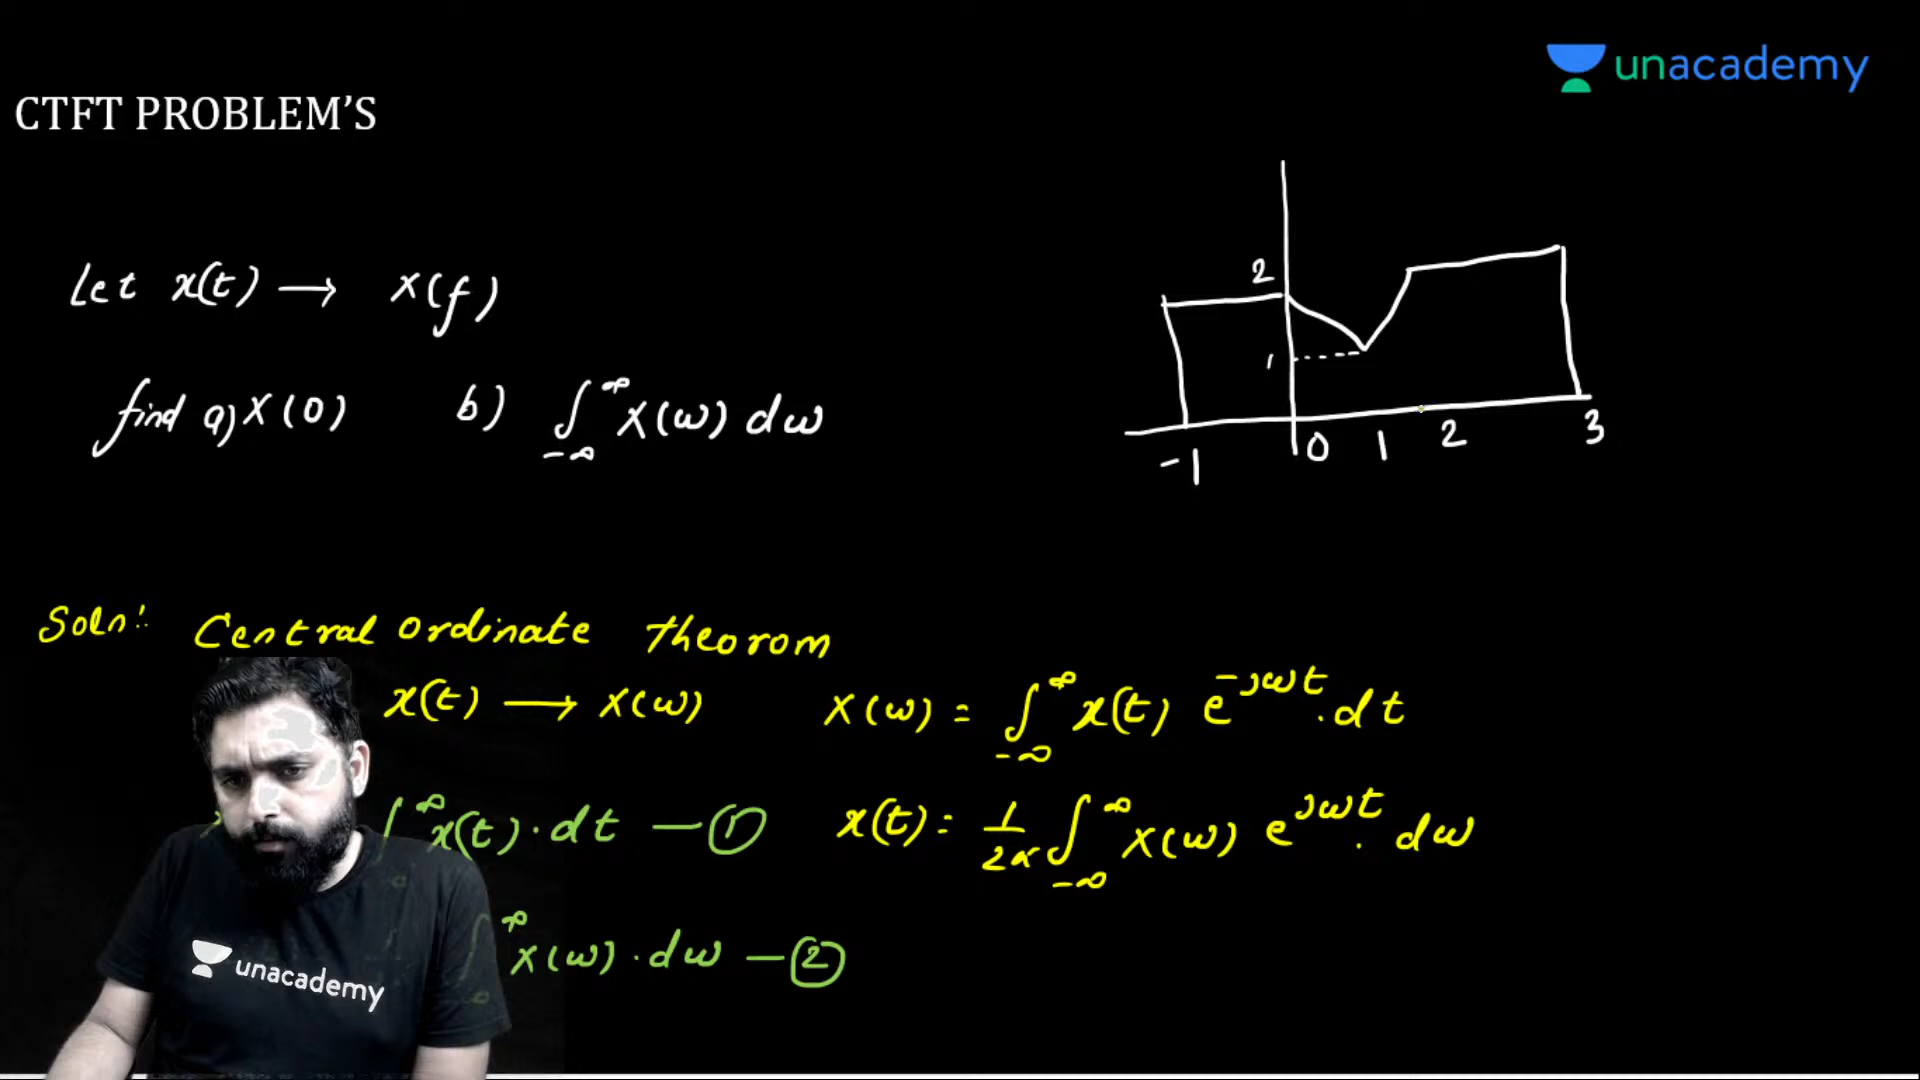 unacademy
CTFT PROBLEM'S
Let x(t) → X(f)
find a) X(0) b) ∫_{-∞}^{∞} X(ω) dω
2
1
-1 0 1 2 3
Soln:
Central ordinate theorom
x(t) → X(ω) X(ω) = ∫_{-∞}^{∞} x(t) e^{-jωt}.dt
∫^{∞} x(t).dt — ① x(t) = 1/2π ∫_{-∞}^{∞} X(ω) e^{jωt}.dω
∫^{∞} X(ω).dω — ②
unacademy